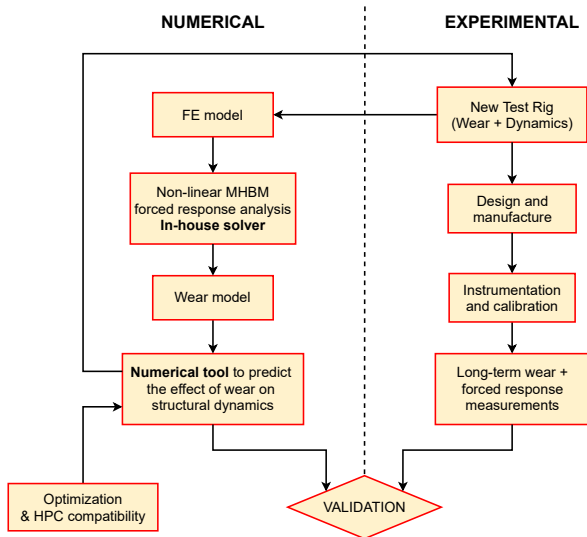 NUMERICAL
EXPERIMENTAL
FE model
New Test Rig
(Wear + Dynamics)
Non-linear MHBM
forced response analysis
In-house solver
Design and
manufacture
Wear model
Instrumentation
and calibration
Numerical tool to predict
the effect of wear on
structural dynamics
Long-term wear +
forced response
measurements
Optimization
& HPC compatibility
VALIDATION